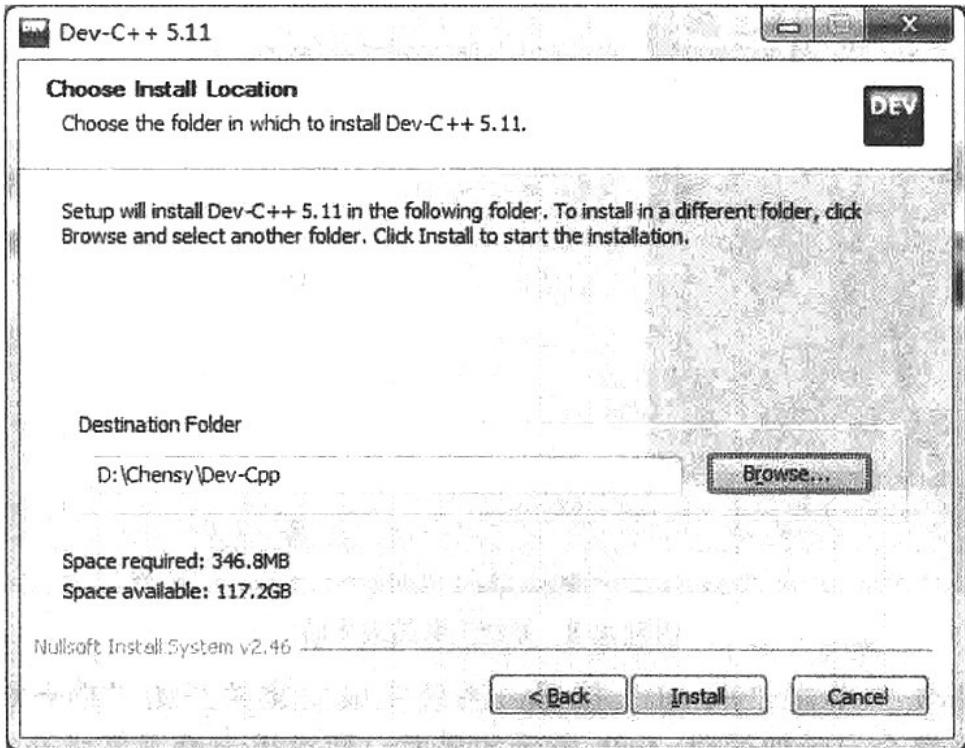 Dev-C++ 5.11
Choose Install Location
Choose the folder in which to install Dev-C++ 5.11.
DEV
Setup will install Dev-C++ 5.11 in the following folder. To install in a different folder, click
Browse and select another folder. Click Install to start the installation.
Destination Folder
D:\Chensy\Dev-Cpp
Browse...
Space required: 346.8MB
Space available: 117.2GB
Nullsoft Install System v2.46
< Back
Install
Cancel